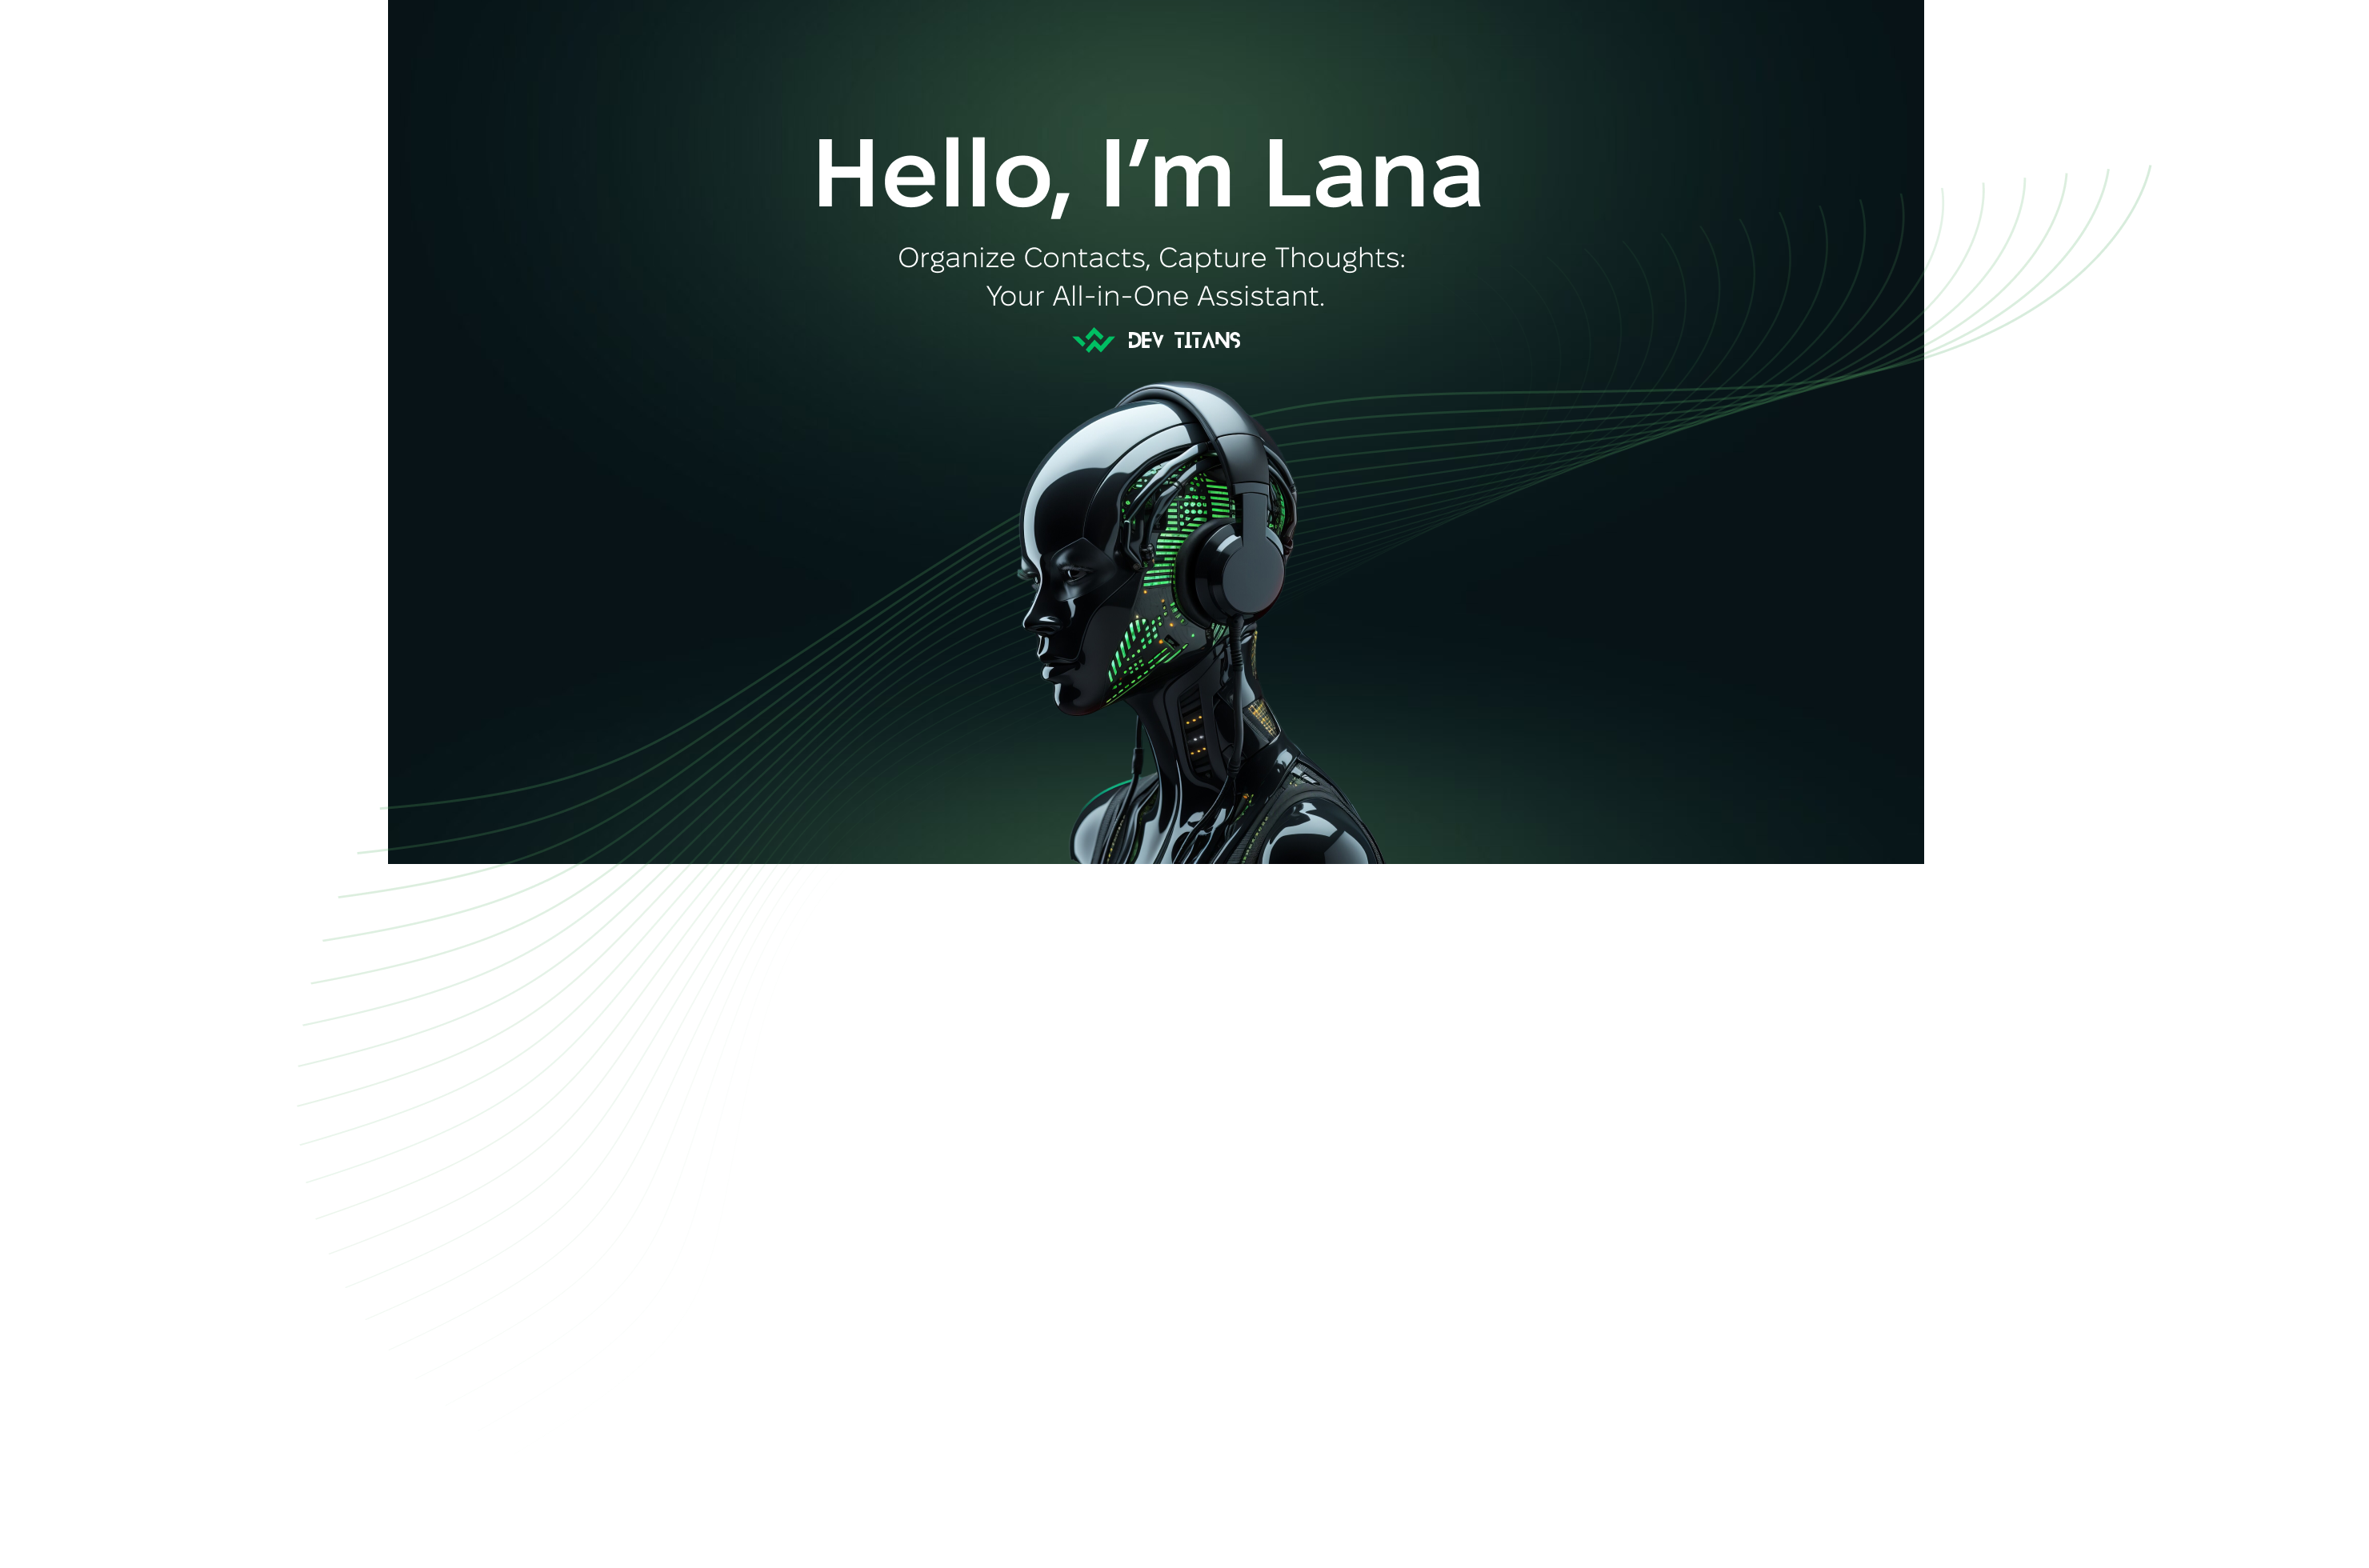 Hello, I’m Lana
Organize Contacts, Capture Thoughts:
Your All-in-One Assistant.
DEV TITANS